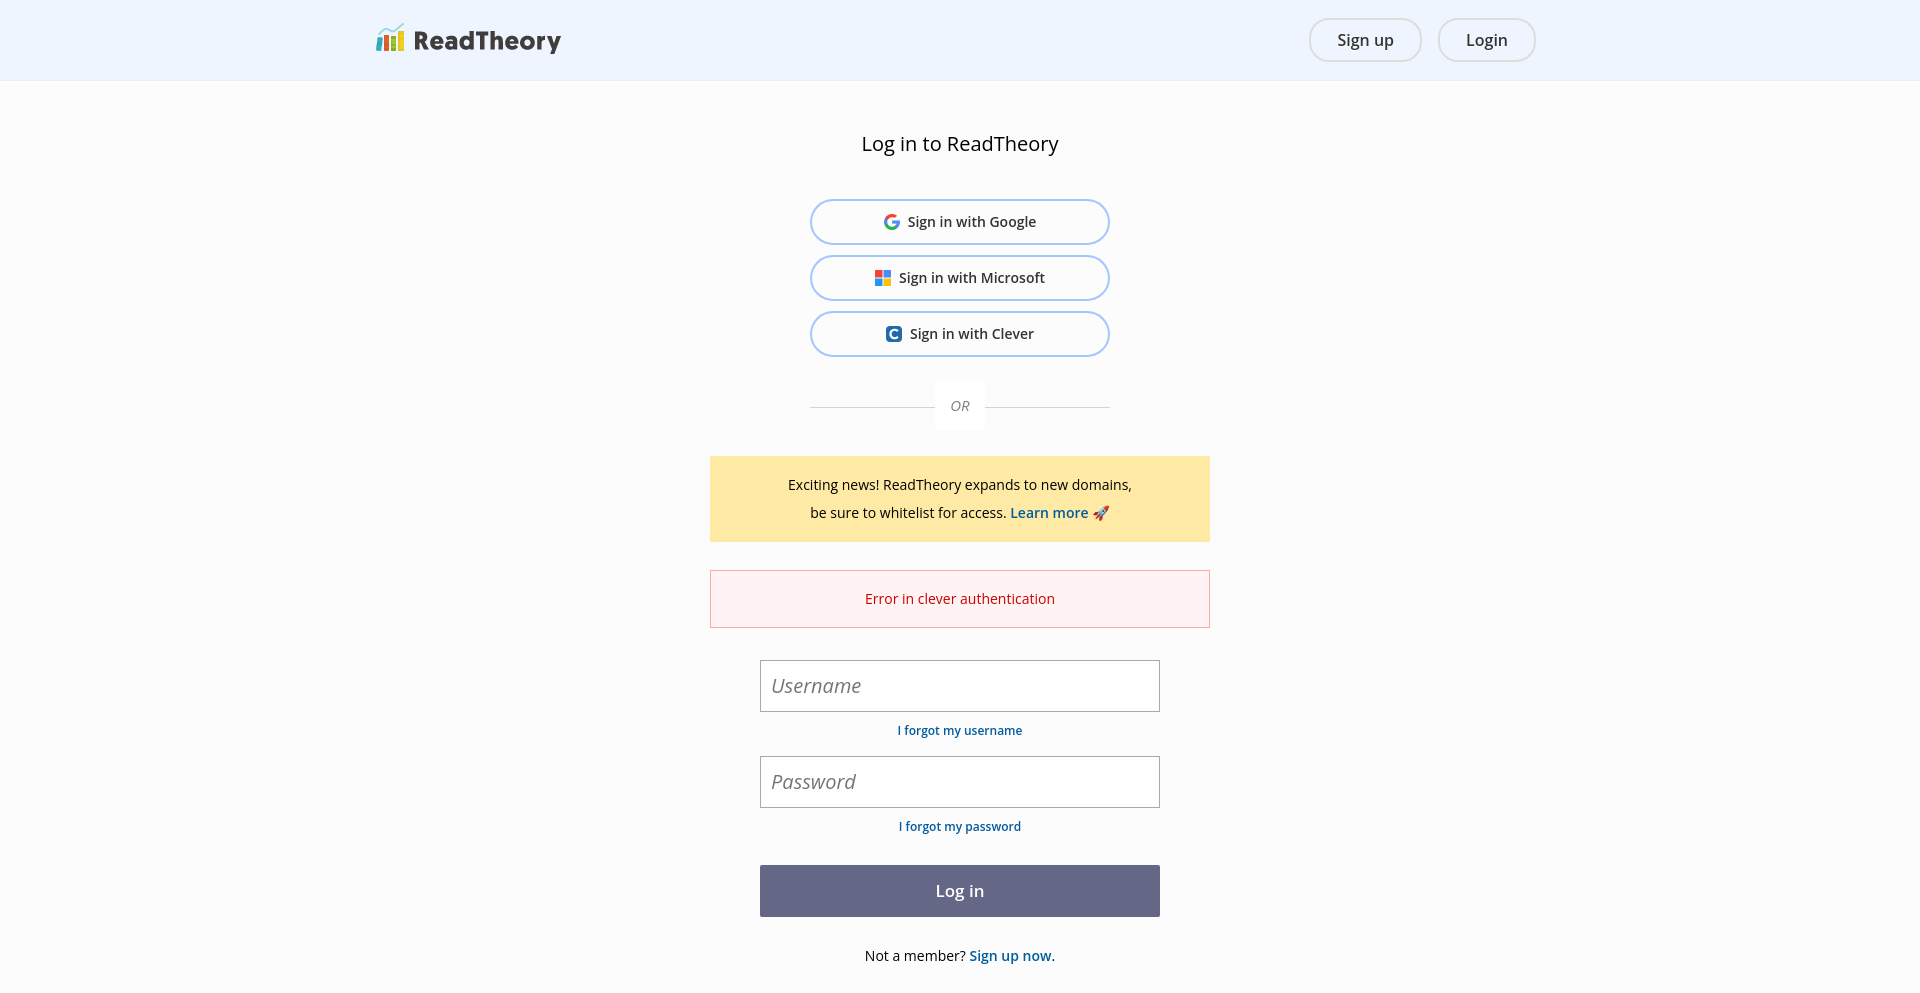 ReadTheory
Sign up
Login
Log in to ReadTheory
Sign in with Google
Sign in with Microsoft
Sign in with Clever
OR
Exciting news! ReadTheory expands to new domains,
be sure to whitelist for access. Learn more 🚀
Error in clever authentication
Username
I forgot my username
Password
I forgot my password
Log in
Not a member? Sign up now.